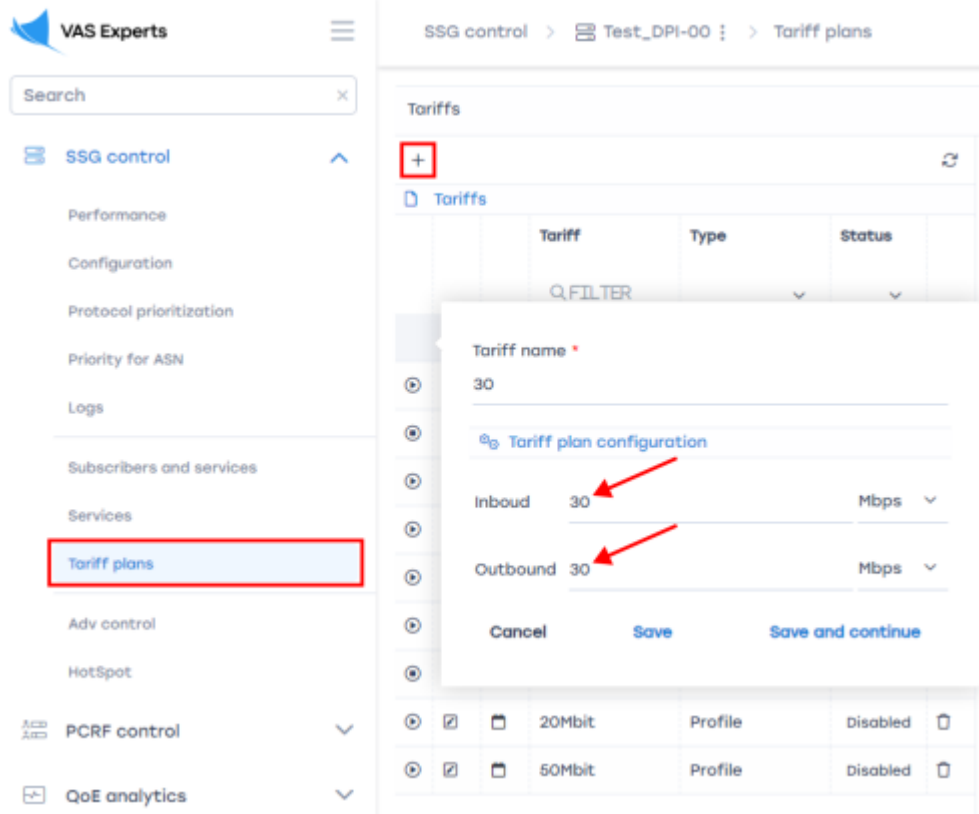 VAS Experts
SSG control > Test_DPI-00 > Tariff plans
Search
SSG control
Performance
Configuration
Protocol prioritization
Priority for ASN
Logs
Subscribers and services
Services
Tariff plans
Adv control
HotSpot
PCRF control
QoE analytics
Tariffs
+
Tariffs
Tariff Type Status
FILTER
Tariff name *
30
Tariff plan configuration
Inboud 30 Mbps
Outbound 30 Mbps
Cancel Save Save and continue
20Mbit Profile Disabled
50Mbit Profile Disabled